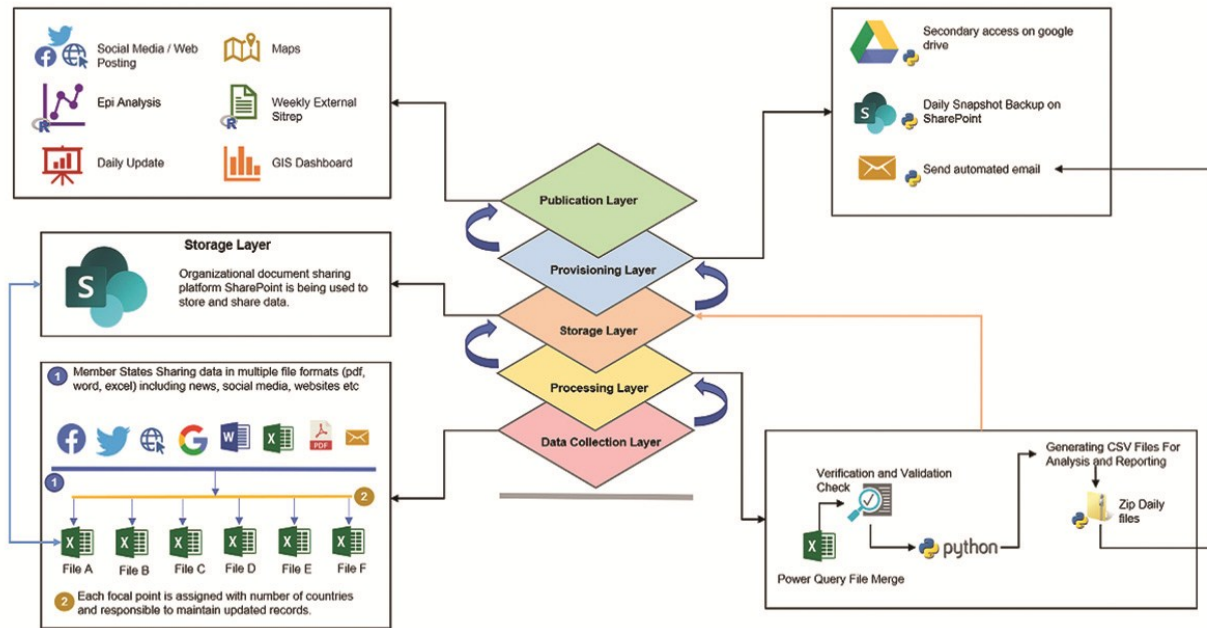 Social Media / Web
Posting
Maps
Epi Analysis
R
Weekly External
Sitrep
R
Daily Update
GIS Dashboard
Secondary access on google
drive
S
Daily Snapshot Backup on
SharePoint
Send automated email
Publication Layer
Provisioning Layer
Storage Layer
Processing Layer
Data Collection Layer
Storage Layer
S
Organizational document sharing
platform SharePoint is being used to
store and share data.
1
Member States Sharing data in multiple file formats (pdf,
word, excel) including news, social media, websites etc
W
X
PDF
1
2
X
X
X
X
X
X
File A
File B
File C
File D
File E
File F
2
Each focal point is assigned with number of countries
and responsible to maintain updated records.
Verification and Validation
Check
Generating CSV Files For
Analysis and Reporting
X
Power Query File Merge
python
Zip Daily
files